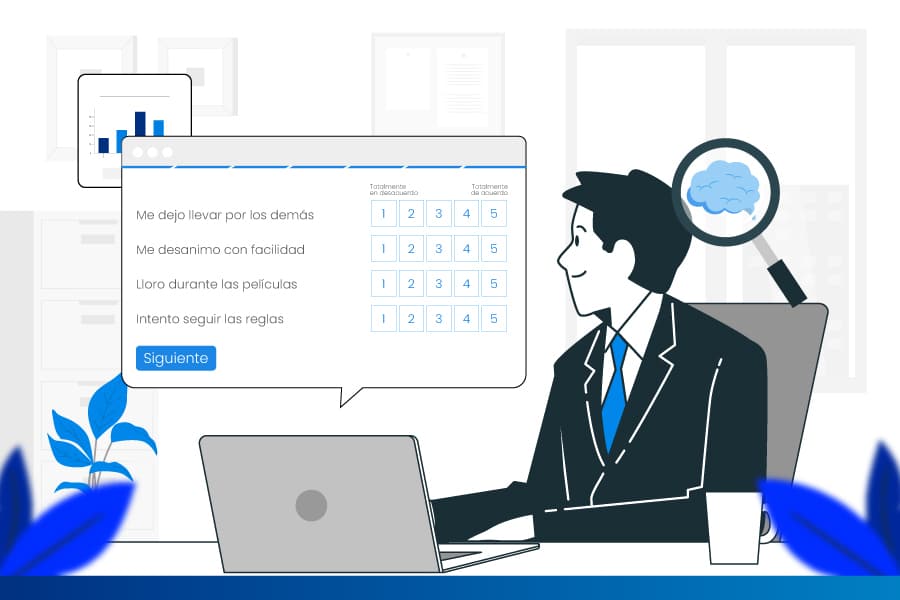 Totalmente en desacuerdo
Totalmente de acuerdo
Me dejo llevar por los demás 1 2 3 4 5
Me desanimo con facilidad 1 2 3 4 5
Lloro durante las películas 1 2 3 4 5
Intento seguir las reglas 1 2 3 4 5
Siguiente